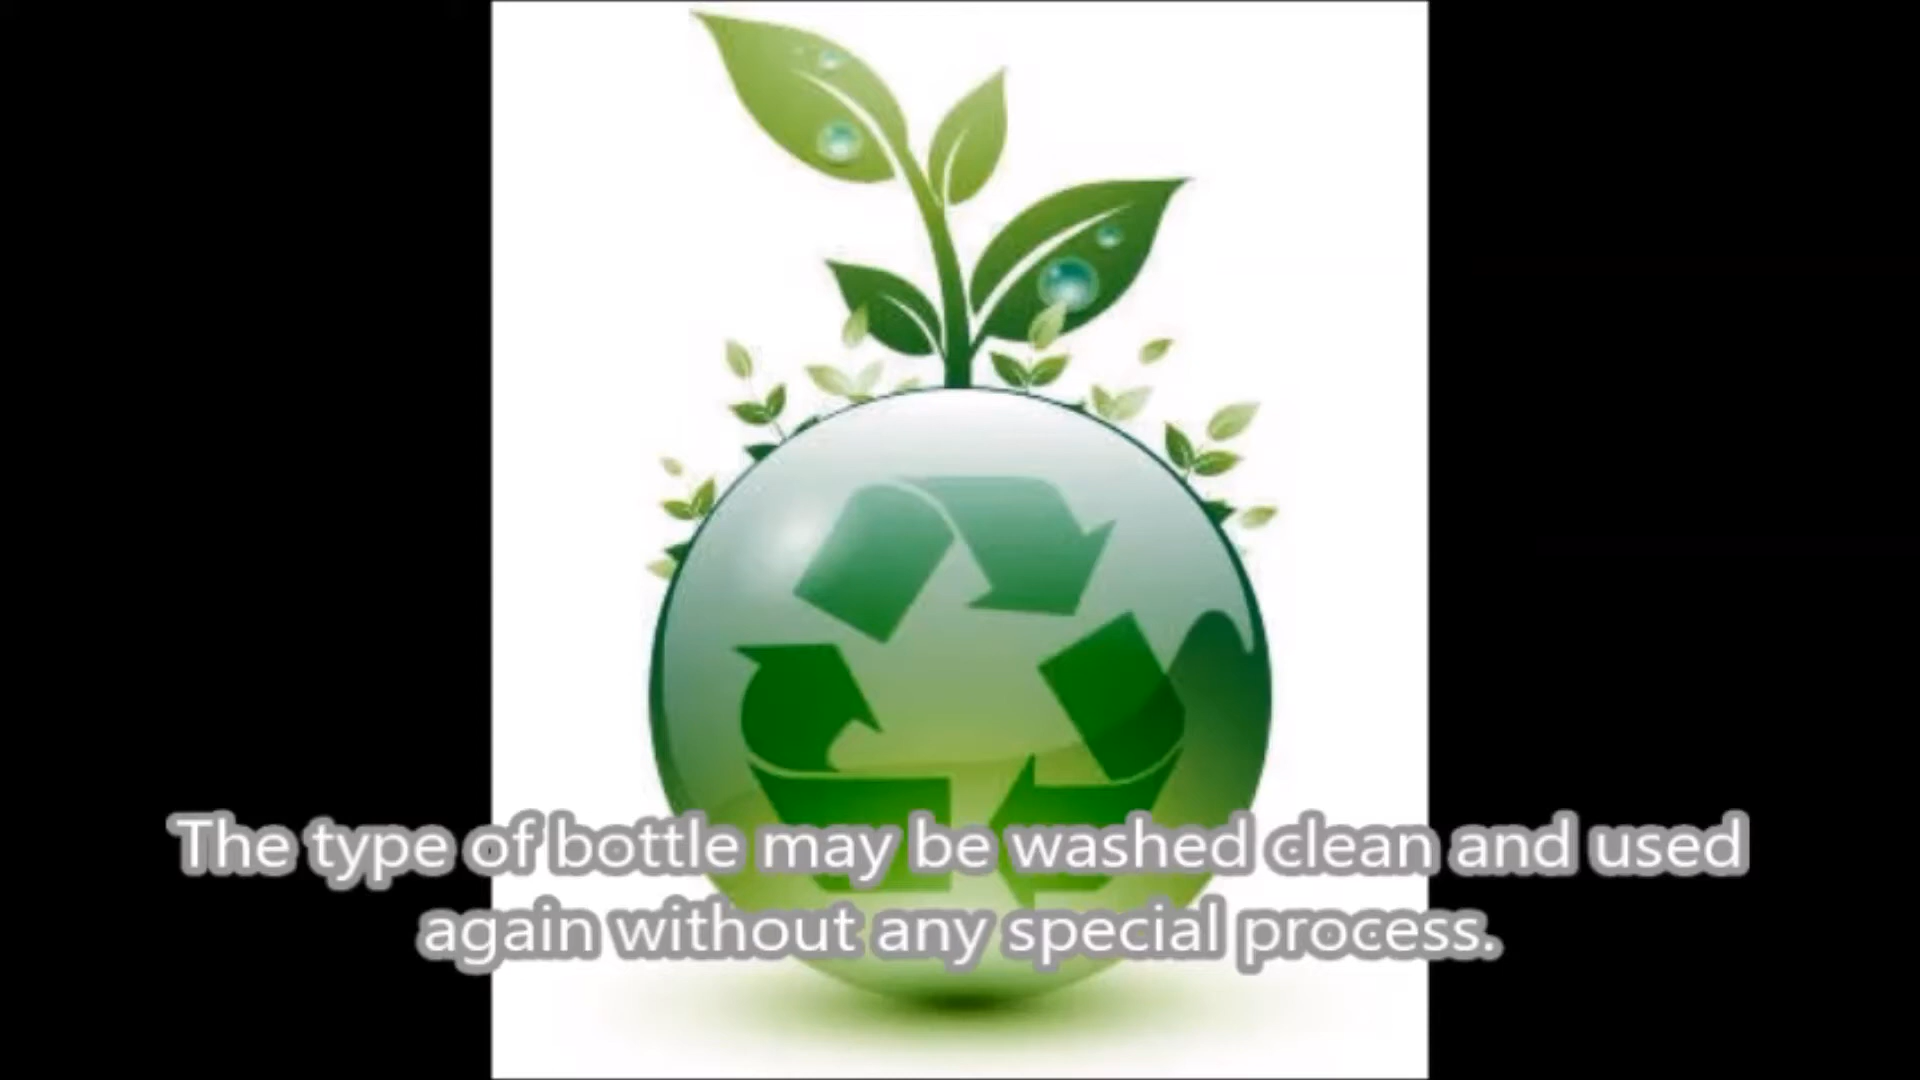 The type of bottle may be washed clean and used
again without any special process.